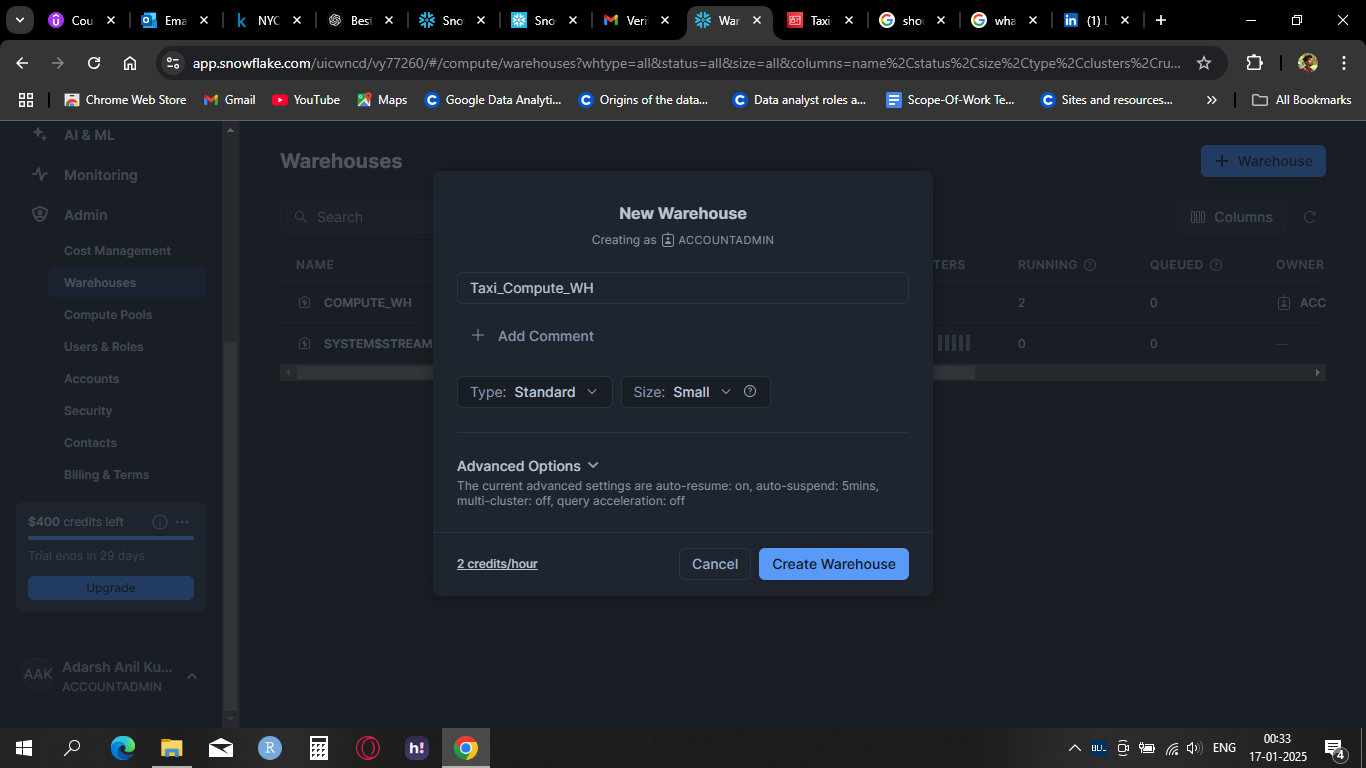 Cou
Ema
NYC
Best
Snov
Snov
Veri
War
Taxi
shou
wha
(1) L
app.snowflake.com/uicwncd/vy77260/#/compute/warehouses?whtype=all&status=all&size=all&columns=name%2Cstatus%2Csize%2Ctype%2Cclusters%2Cru...
Chrome Web Store
Gmail
YouTube
Maps
Google Data Analyti...
Origins of the data...
Data analyst roles a...
Scope-Of-Work Te...
Sites and resources...
All Bookmarks
AI & ML
Monitoring
Admin
Cost Management
Warehouses
Compute Pools
Users & Roles
Accounts
Security
Contacts
Billing & Terms
$400 credits left
Trial ends in 29 days
Upgrade
AAK
Adarsh Anil Ku...
ACCOUNTADMIN
Warehouses
+ Warehouse
Search
Columns
NAME
TERS
RUNNING
QUEUED
OWNER
COMPUTE_WH
2
0
ACC
SYSTEM$STREAM
0
0
—
New Warehouse
Creating as ACCOUNTADMIN
Taxi_Compute_WH
+ Add Comment
Type: Standard
Size: Small
Advanced Options
The current advanced settings are auto-resume: on, auto-suspend: 5mins,
multi-cluster: off, query acceleration: off
2 credits/hour
Cancel
Create Warehouse
h!
ENG
00:33
17-01-2025
4